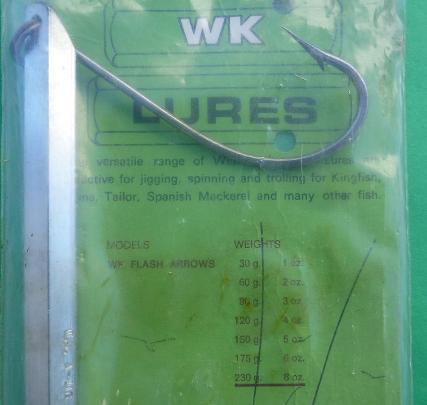 WK
LURES
versatile range of
for jigging, spinning and trolling for Kingfish,
Tailor, Spanish Mackerel and many other fish.
MODELS WEIGHTS
WK FLASH ARROWS 30 g. 1 oz.
60 g. 2 oz.
90 g. 3 oz.
120 g. 4 oz.
150 g. 5 oz.
175 g. 6 oz.
230 g. 8 oz.